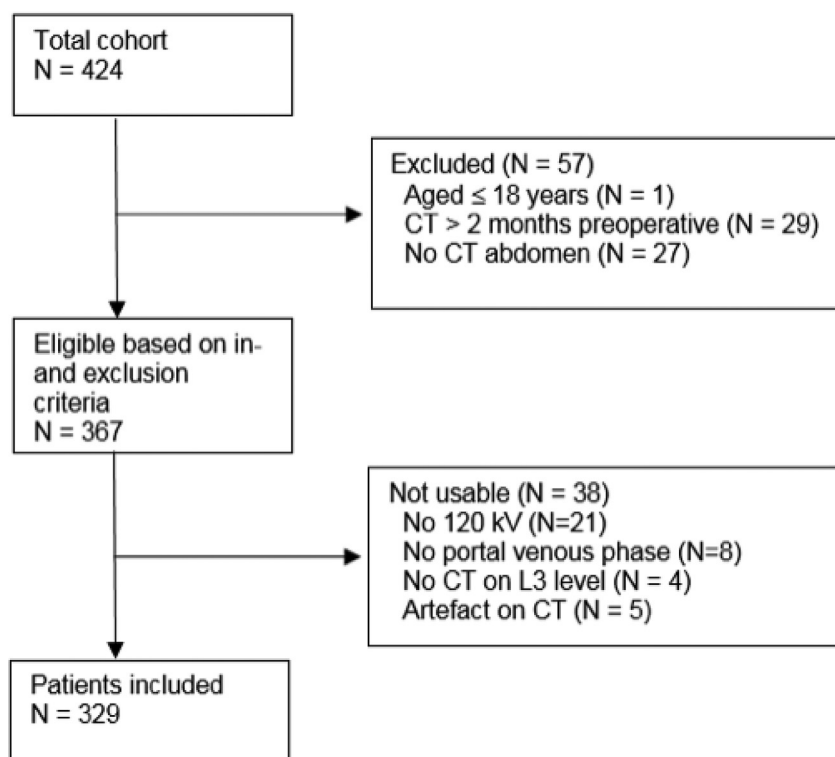 Total cohort
N = 424
Excluded (N = 57)
Aged ≤ 18 years (N = 1)
CT > 2 months preoperative (N = 29)
No CT abdomen (N = 27)
Eligible based on in-
and exclusion
criteria
N = 367
Not usable (N = 38)
No 120 kV (N=21)
No portal venous phase (N=8)
No CT on L3 level (N = 4)
Artefact on CT (N = 5)
Patients included
N = 329